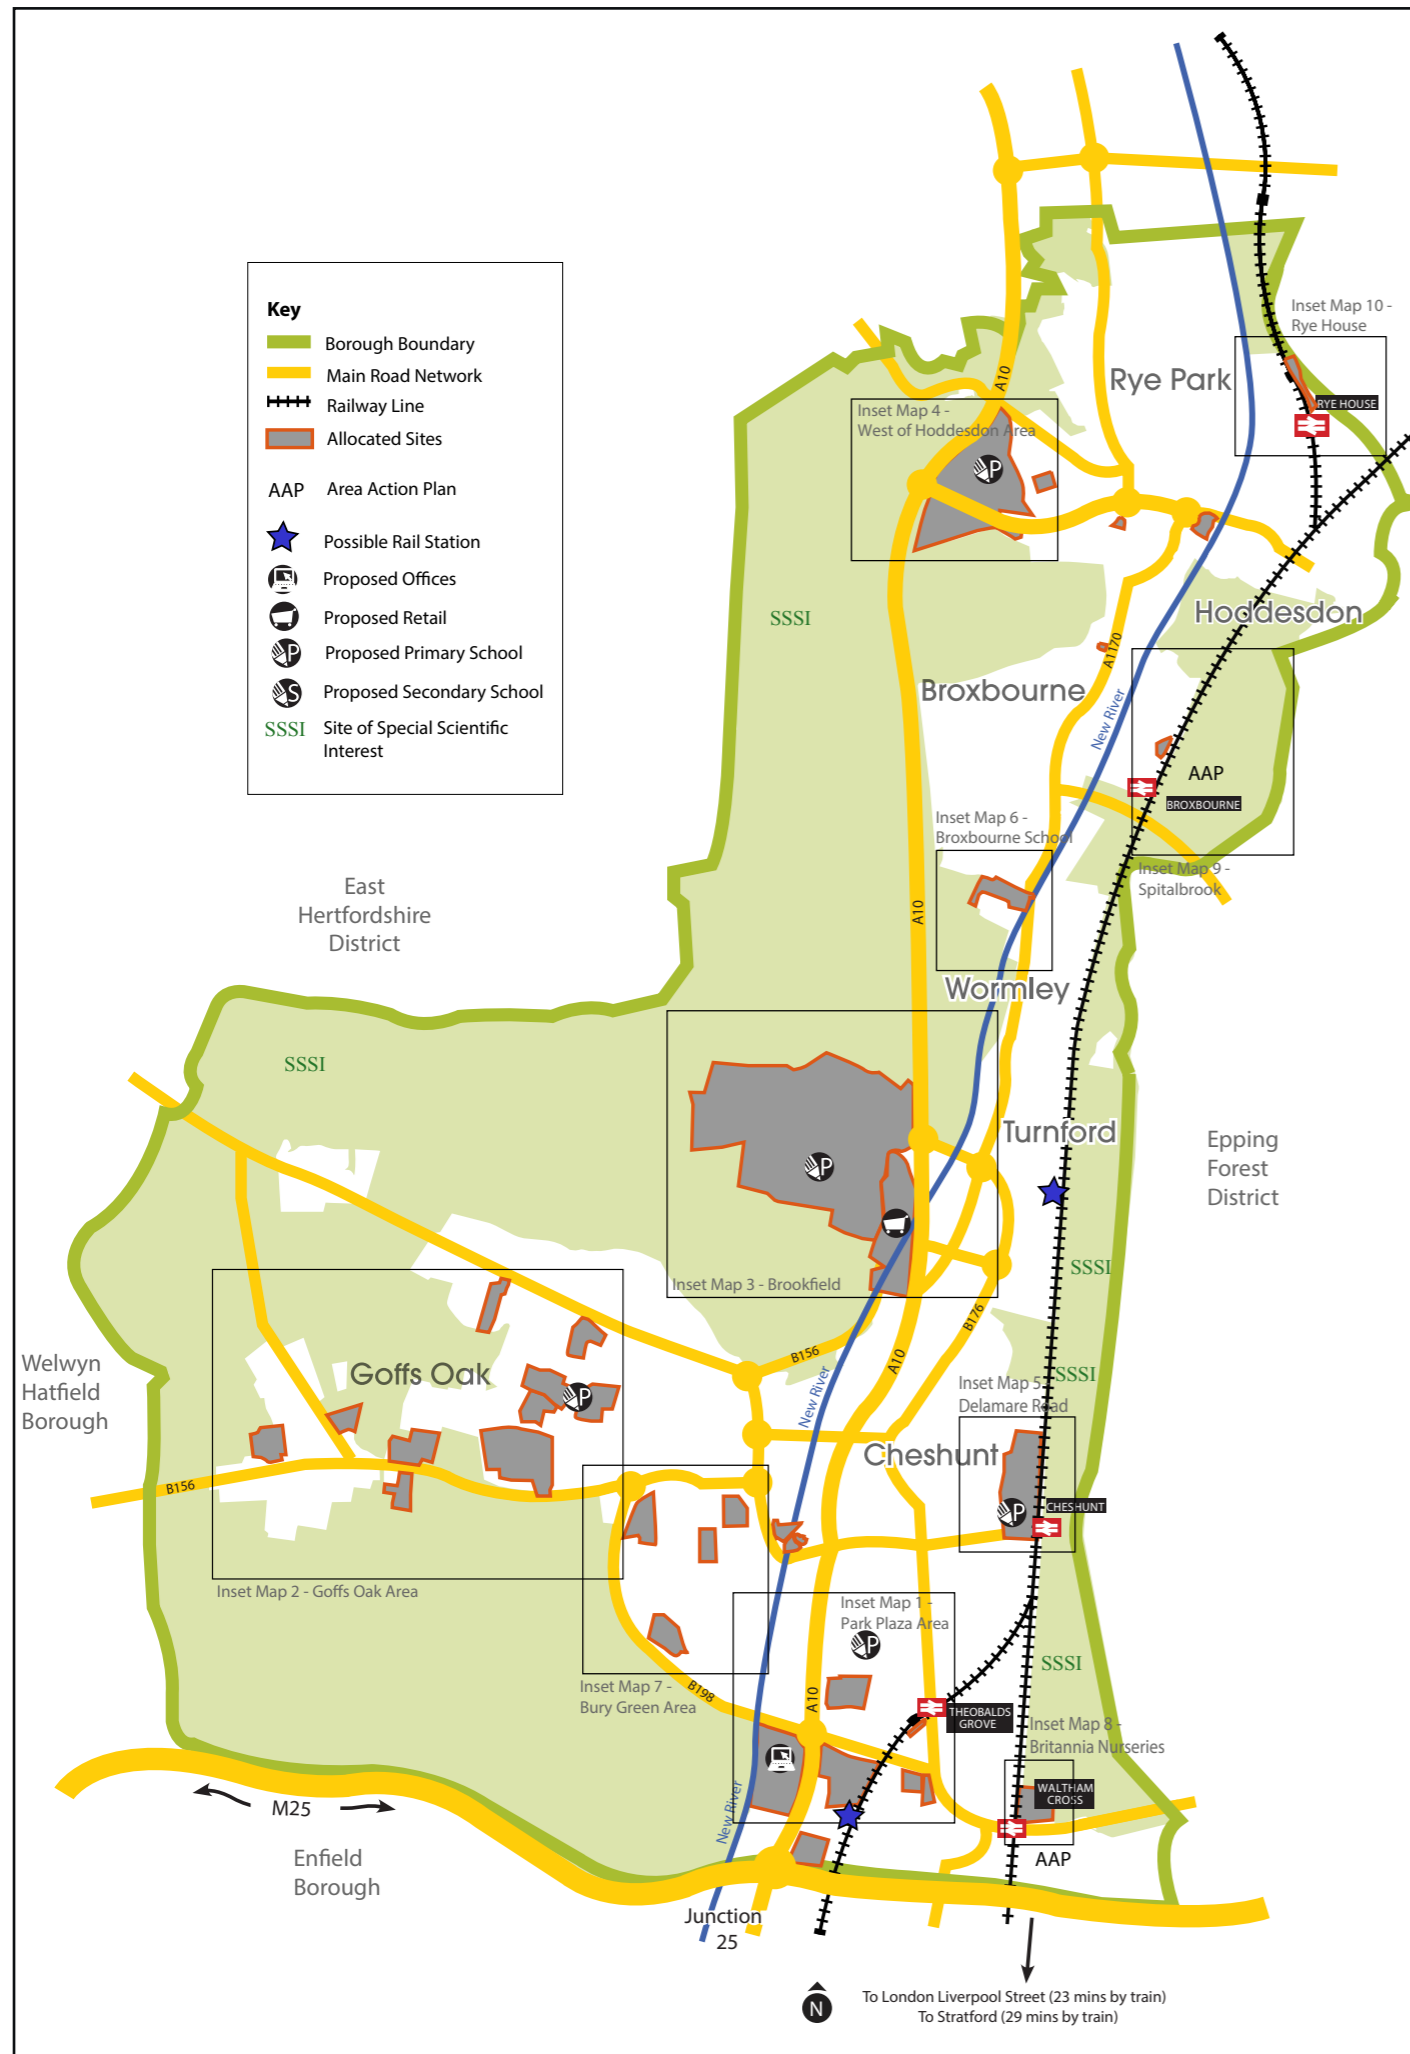 Key
Borough Boundary
Main Road Network
Railway Line
Allocated Sites
AAP
Area Action Plan
Possible Rail Station
Proposed Offices
Proposed Retail
P
Proposed Primary School
S
Proposed Secondary School
SSSI
Site of Special Scientific
Interest
A10
Rye Park
Inset Map 10 -
Rye House
RYE HOUSE
Inset Map 4 -
West of Hoddesdon Area
P
SSSI
Hoddesdon
A1170
Broxbourne
New River
AAP
BROXBOURNE
Inset Map 9 -
Spitalbrook
Inset Map 6 -
Broxbourne School
East
Hertfordshire
District
A10
Wormley
SSSI
Turnford
Epping
Forest
District
P
SSSI
Inset Map 3 - Brookfield
B176
B156
A10
New River
Welwyn
Hatfield
Borough
Goffs Oak
P
SSSI
Inset Map 5 -
Delamare Road
Cheshunt
B156
P
CHESHUNT
Inset Map 2 - Goffs Oak Area
Inset Map 1 -
Park Plaza Area
P
SSSI
Inset Map 7 -
Bury Green Area
B198
A10
THEOBALDS
GROVE
Inset Map 8 -
Britannia Nurseries
WALTHAM
CROSS
New River
M25
AAP
Enfield
Borough
Junction
25
N
To London Liverpool Street (23 mins by train)
To Stratford (29 mins by train)